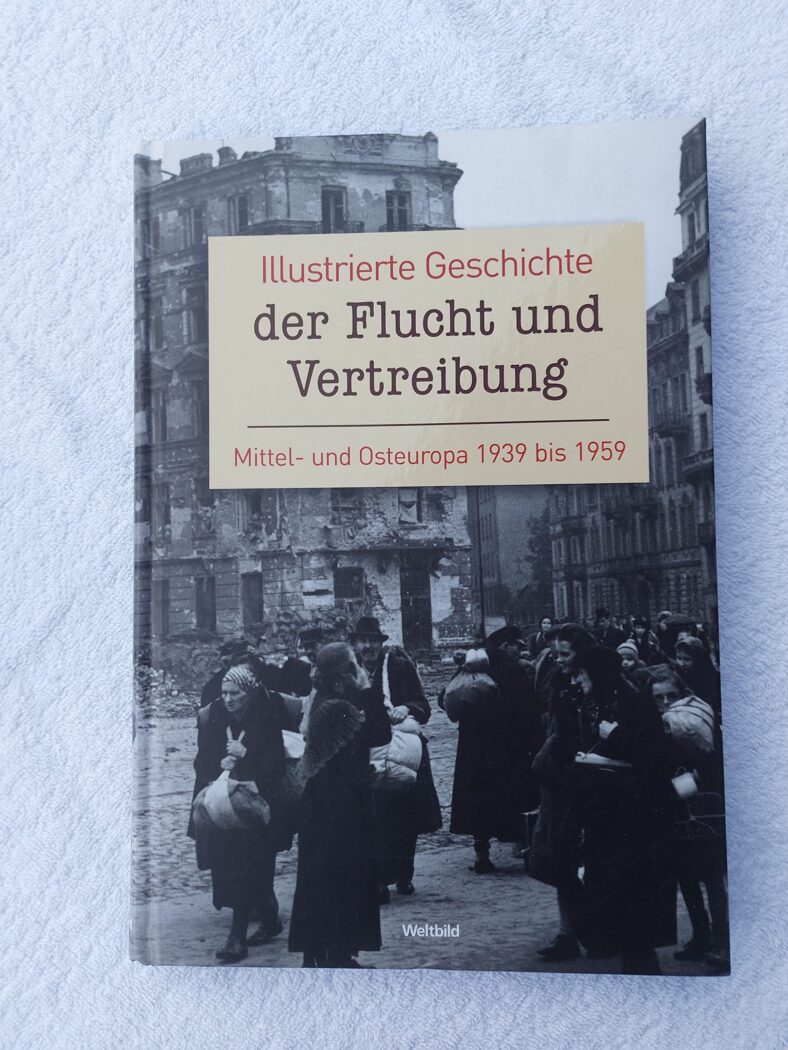 Illustrierte Geschichte
der Flucht und
Vertreibung
Mittel- und Osteuropa 1939 bis 1959
Weltbild